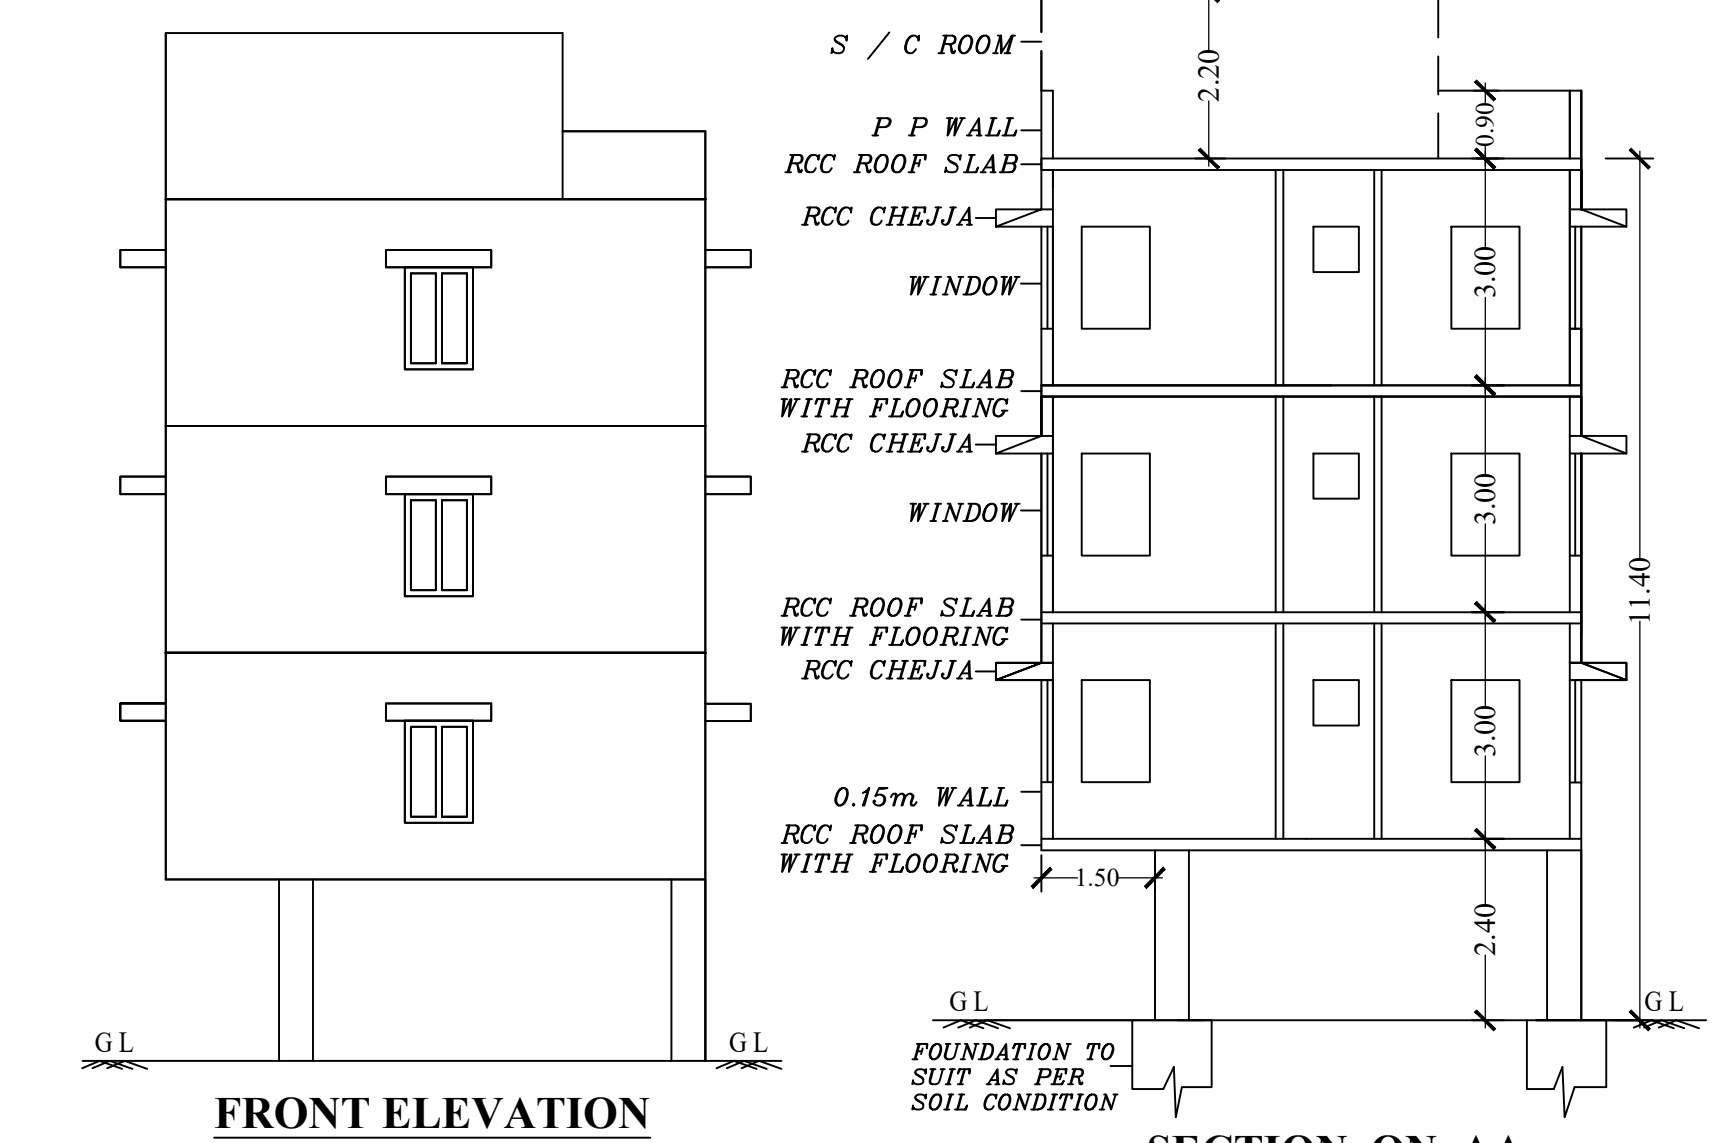 S / C ROOM
2.20
P P WALL
0.90
RCC ROOF SLAB
RCC CHEJJA
WINDOW
3.00
RCC ROOF SLAB
WITH FLOORING
RCC CHEJJA
WINDOW
3.00
11.40
RCC ROOF SLAB
WITH FLOORING
RCC CHEJJA
3.00
0.15m WALL
RCC ROOF SLAB
WITH FLOORING
1.50
2.40
GL
GL
GL
GL
FOUNDATION TO
SUIT AS PER
SOIL CONDITION
FRONT ELEVATION
SECTION ON AA